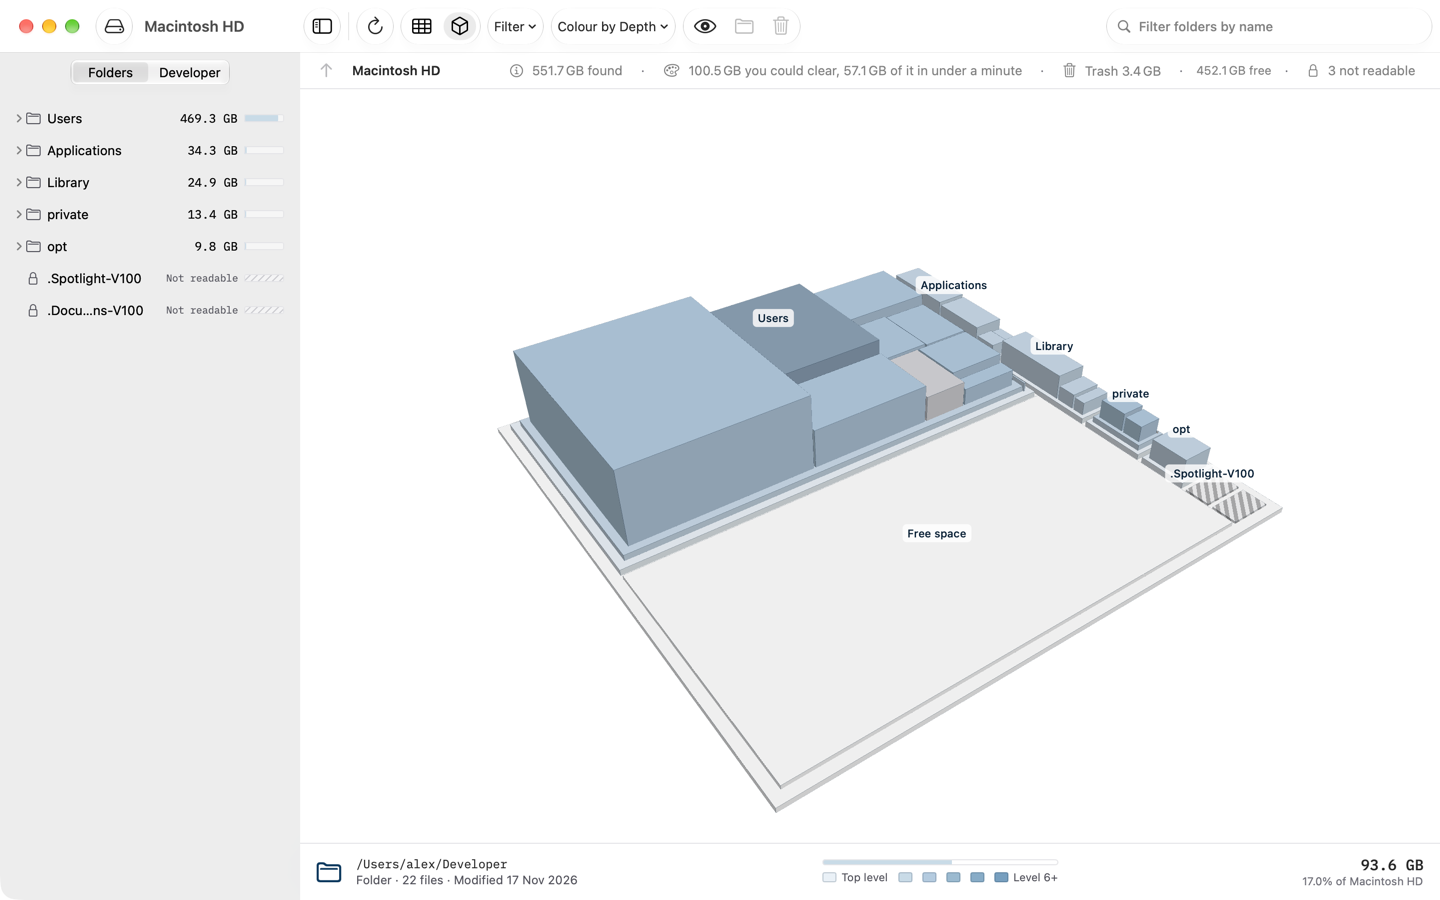 Macintosh HD
Filter
Colour by Depth
Filter folders by name
Folders
Developer
Macintosh HD
551.7 GB found
·
100.5 GB you could clear, 57.1 GB of it in under a minute
·
Trash 3.4 GB
·
452.1 GB free
·
3 not readable
Users 469.3 GB
Applications 34.3 GB
Library 24.9 GB
private 13.4 GB
opt 9.8 GB
.Spotlight-V100 Not readable
.Docu...ns-V100 Not readable
Applications
Users
Library
private
opt
.Spotlight-V100
Free space
/Users/alex/Developer
Folder · 22 files · Modified 17 Nov 2026
Top level
Level 6+
93.6 GB
17.0% of Macintosh HD